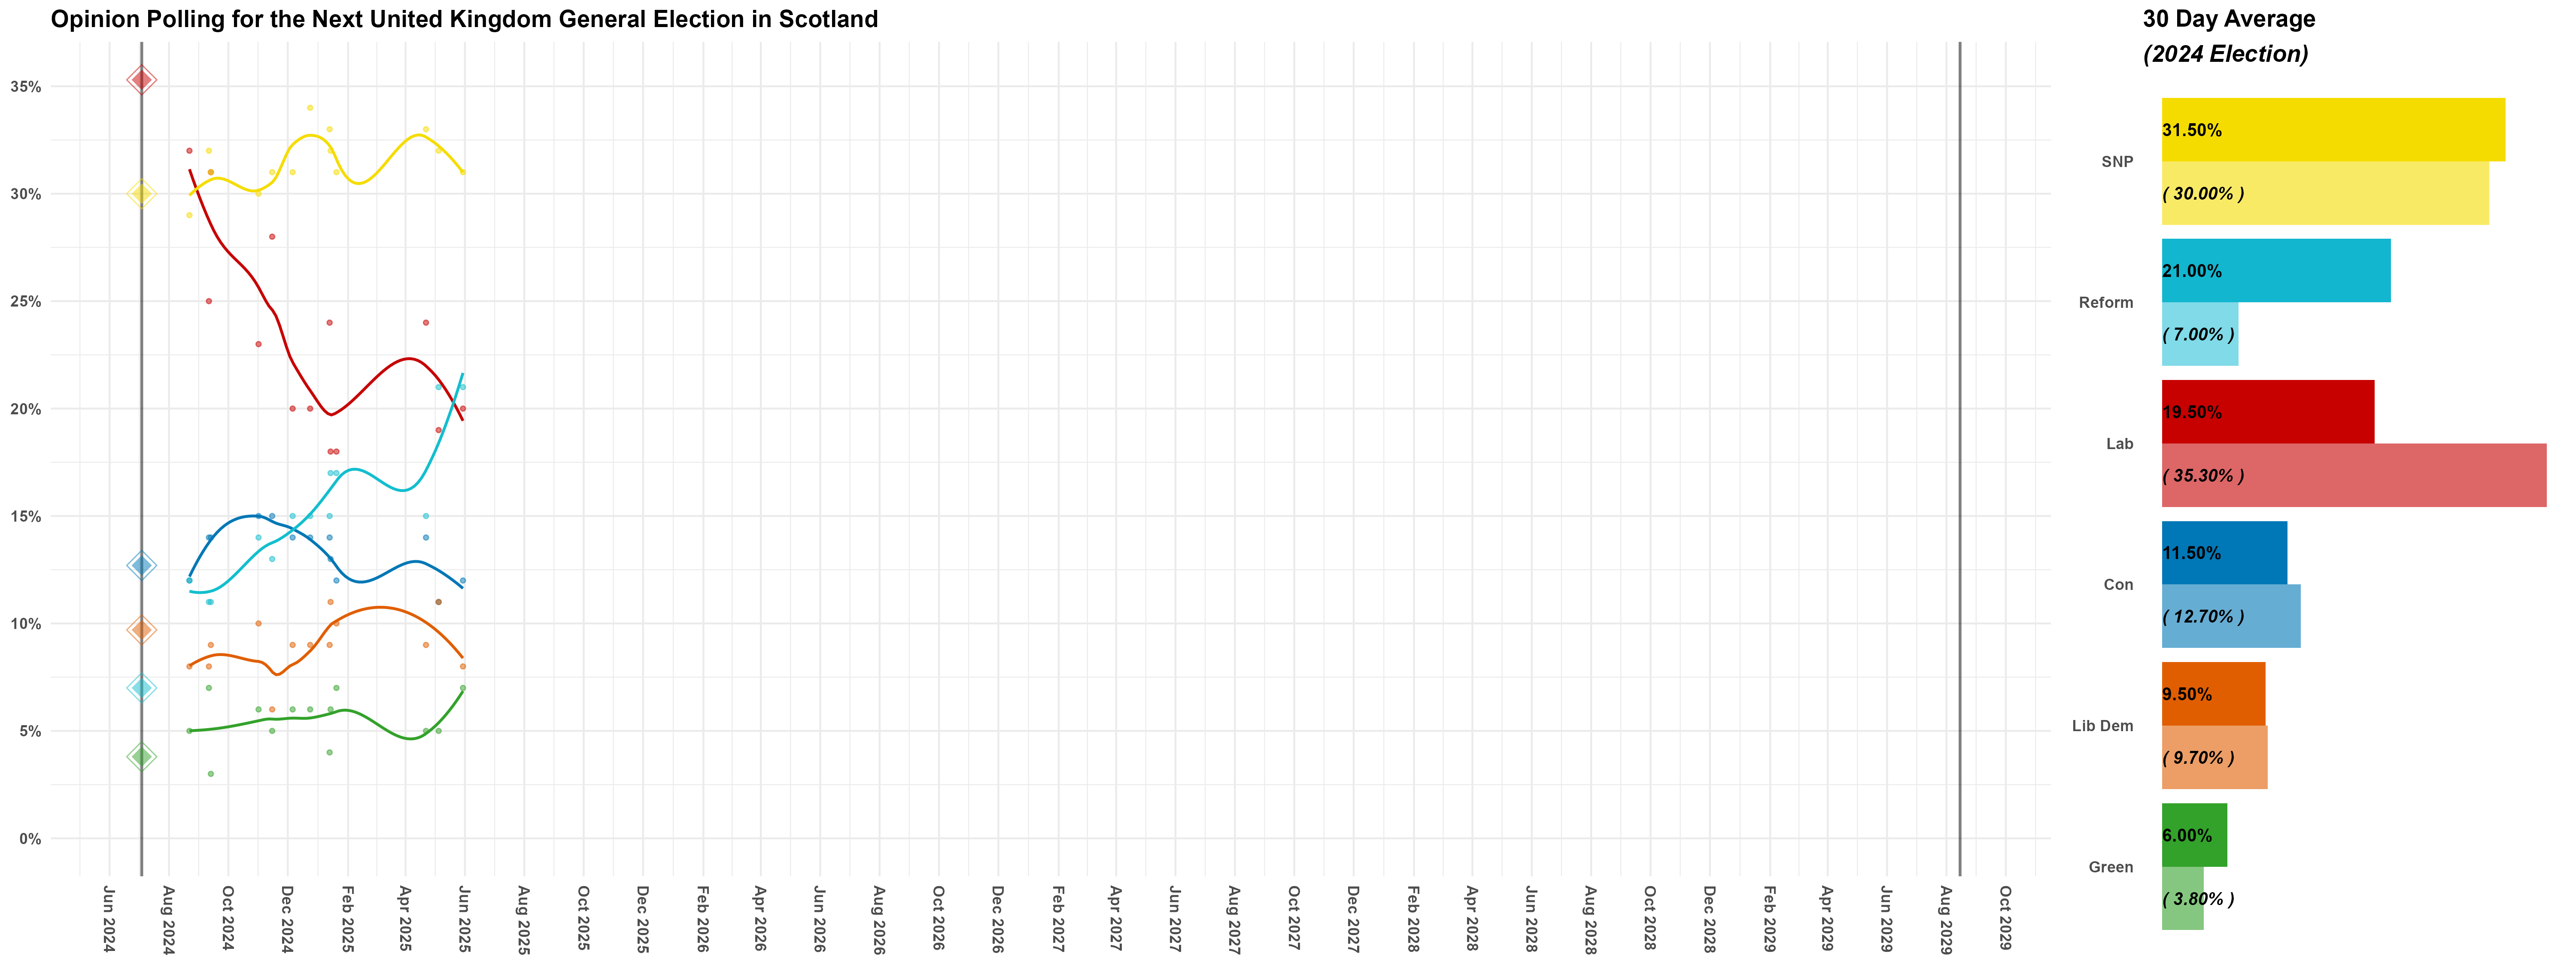 Opinion Polling for the Next United Kingdom General Election in Scotland
35%
30%
25%
20%
15%
10%
5%
0%
Jun 2024
Aug 2024
Oct 2024
Dec 2024
Feb 2025
Apr 2025
Jun 2025
Aug 2025
Oct 2025
Dec 2025
Feb 2026
Apr 2026
Jun 2026
Aug 2026
Oct 2026
Dec 2026
Feb 2027
Apr 2027
Jun 2027
Aug 2027
Oct 2027
Dec 2027
Feb 2028
Apr 2028
Jun 2028
Aug 2028
Oct 2028
Dec 2028
Feb 2029
Apr 2029
Jun 2029
Aug 2029
Oct 2029
30 Day Average
(2024 Election)
SNP
31.50%
( 30.00% )
Reform
21.00%
( 7.00% )
Lab
19.50%
( 35.30% )
Con
11.50%
( 12.70% )
Lib Dem
9.50%
( 9.70% )
Green
6.00%
( 3.80% )